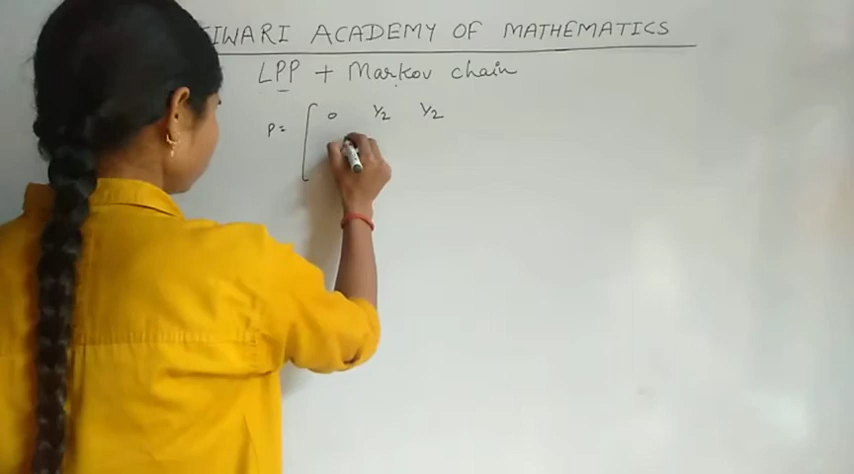 IWARI ACADEMY OF MATHEMATICS
LPP + Markov chain
P = [ 0 1/2 1/2